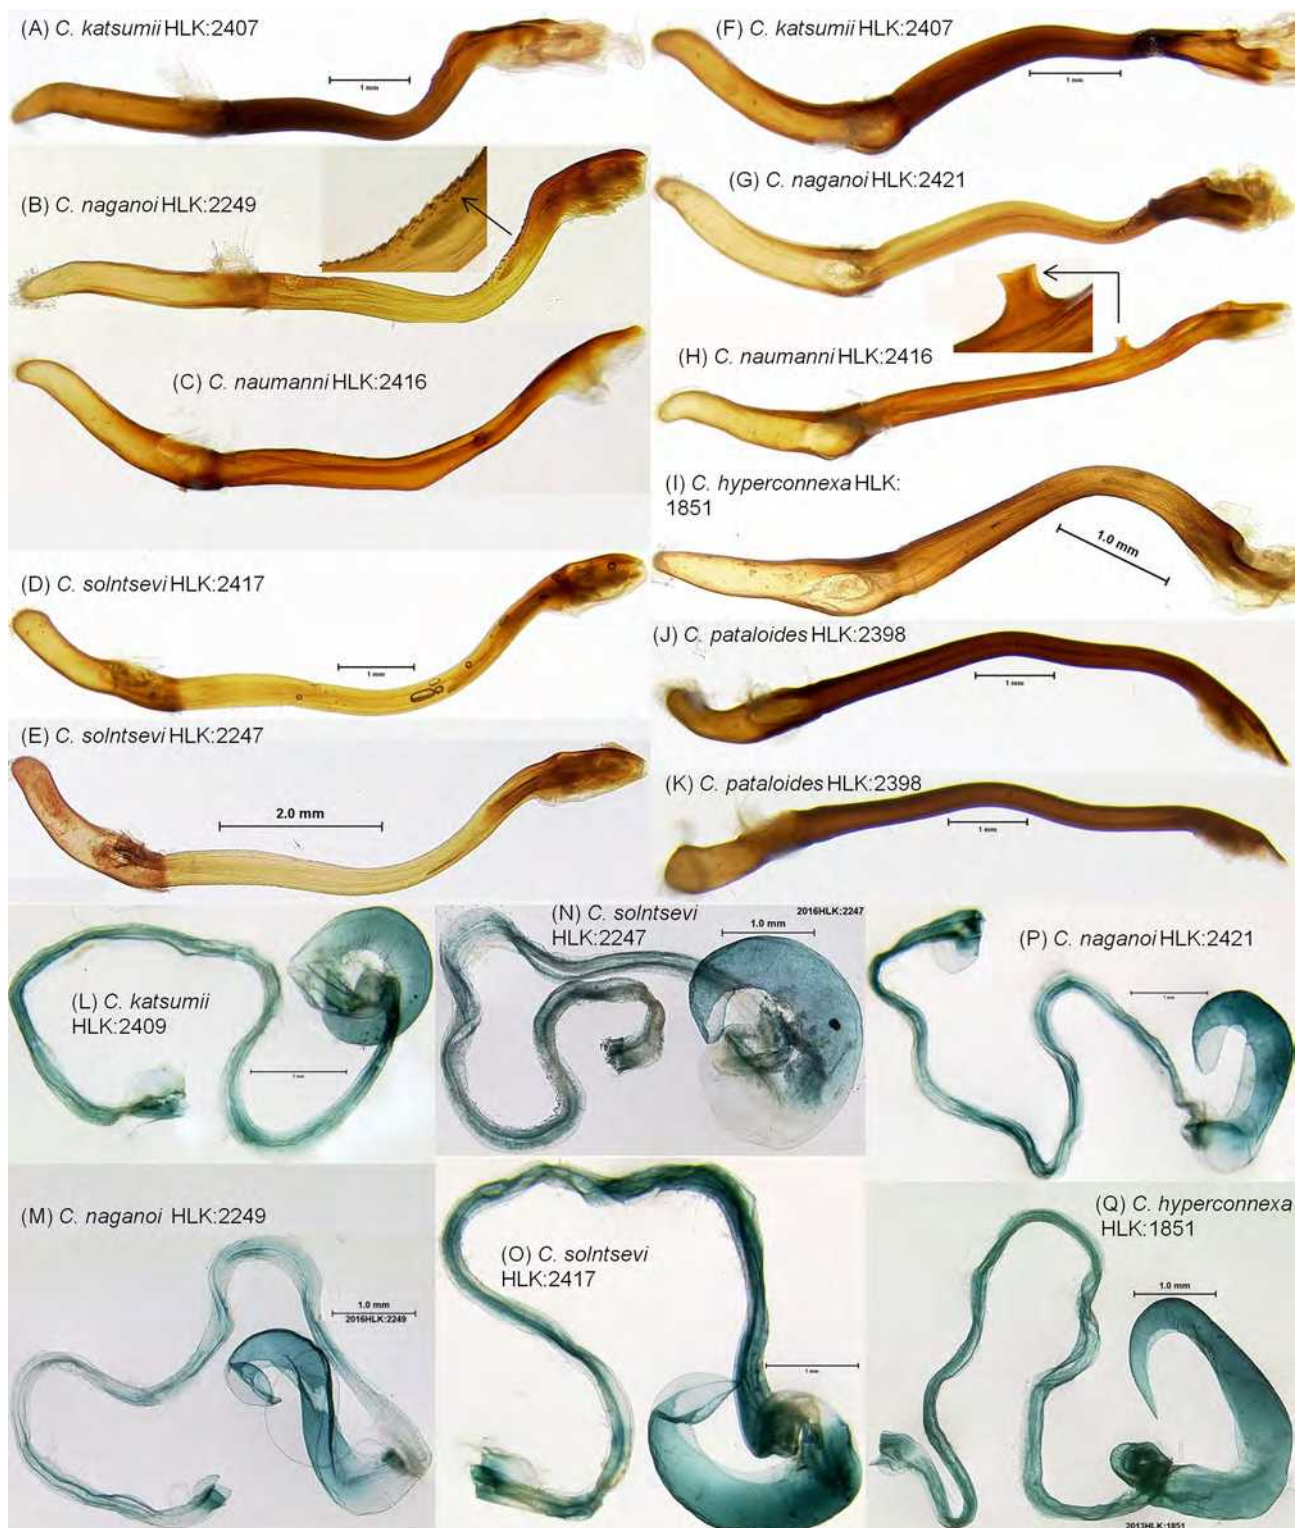 (A) C. katsumii HLK:2407
1 mm
(B) C. naganoi HLK:2249
(C) C. naumanni HLK:2416
(D) C. solntsevi HLK:2417
1 mm
(E) C. solntsevi HLK:2247
2.0 mm
(F) C. katsumii HLK:2407
1 mm
(G) C. naganoi HLK:2421
(H) C. naumanni HLK:2416
(I) C. hyperconnexa HLK:
1851
1.0 mm
(J) C. pataloides HLK:2398
1 mm
(K) C. pataloides HLK:2398
1 mm
(L) C. katsumii
HLK:2409
1 mm
(M) C. naganoi HLK:2249
1.0 mm
2016HLK:2249
(N) C. solntsevi
HLK:2247
2016HLK:2247
1.0 mm
(O) C. solntsevi
HLK:2417
1 mm
(P) C. naganoi HLK:2421
1 mm
(Q) C. hyperconnexa
HLK:1851
1.0 mm
2013HLK:1851